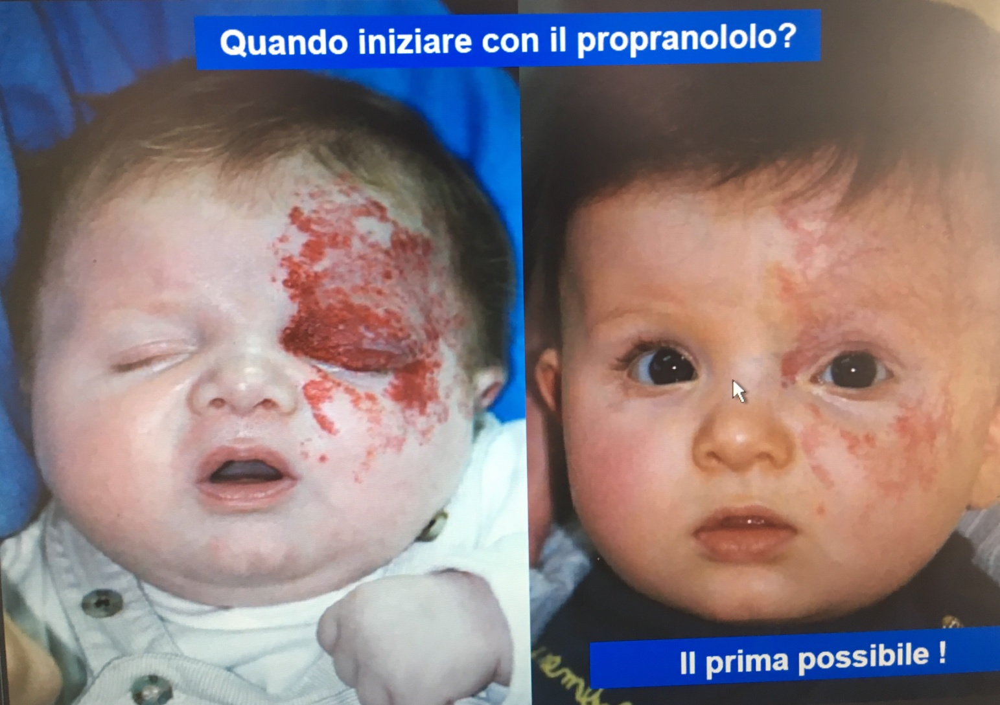 Quando iniziare con il propranololo?
Il prima possibile !